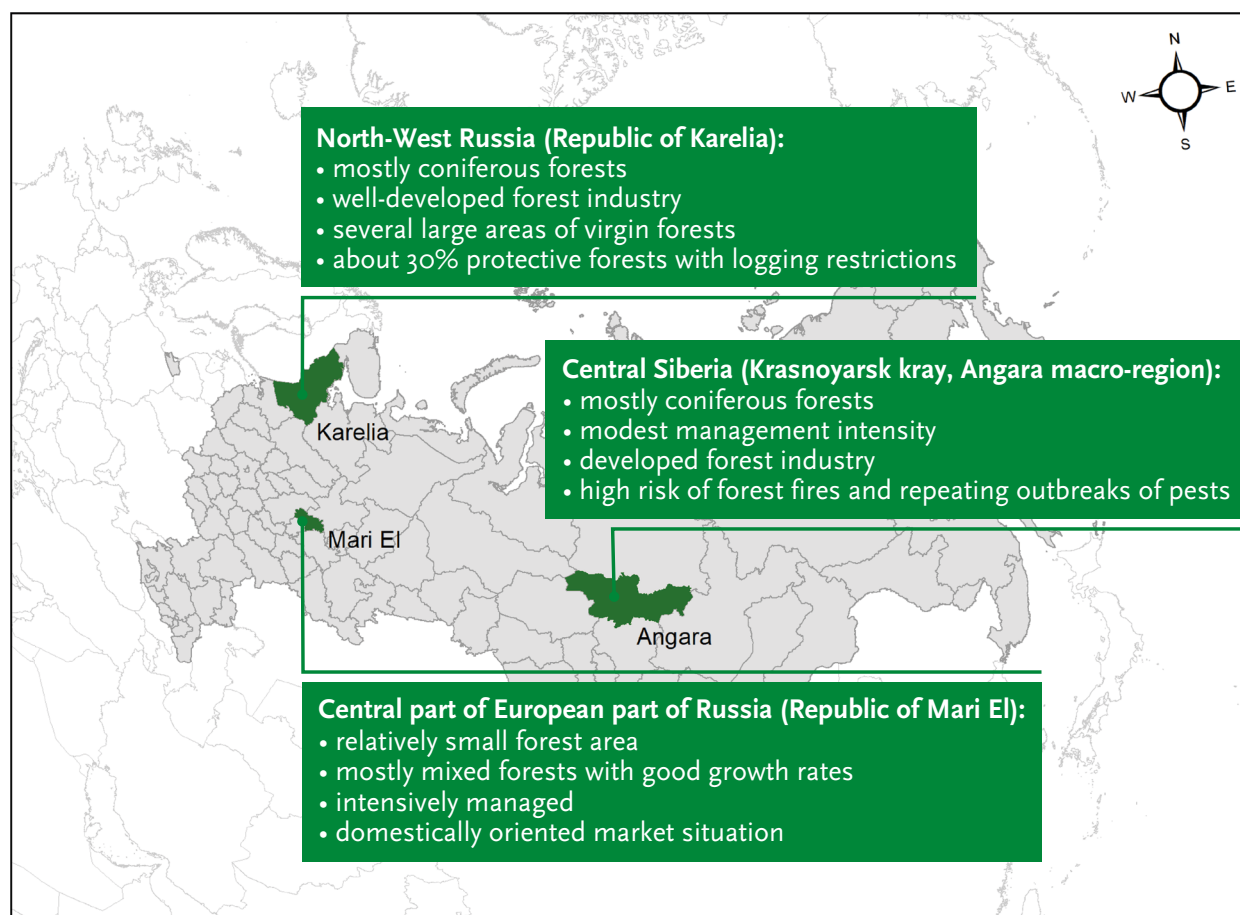 N
W E
S
North-West Russia (Republic of Karelia):
• mostly coniferous forests
• well-developed forest industry
• several large areas of virgin forests
• about 30% protective forests with logging restrictions
Central Siberia (Krasnoyarsk kray, Angara macro-region):
• mostly coniferous forests
• modest management intensity
• developed forest industry
• high risk of forest fires and repeating outbreaks of pests
Karelia
Mari El
Angara
Central part of European part of Russia (Republic of Mari El):
• relatively small forest area
• mostly mixed forests with good growth rates
• intensively managed
• domestically oriented market situation